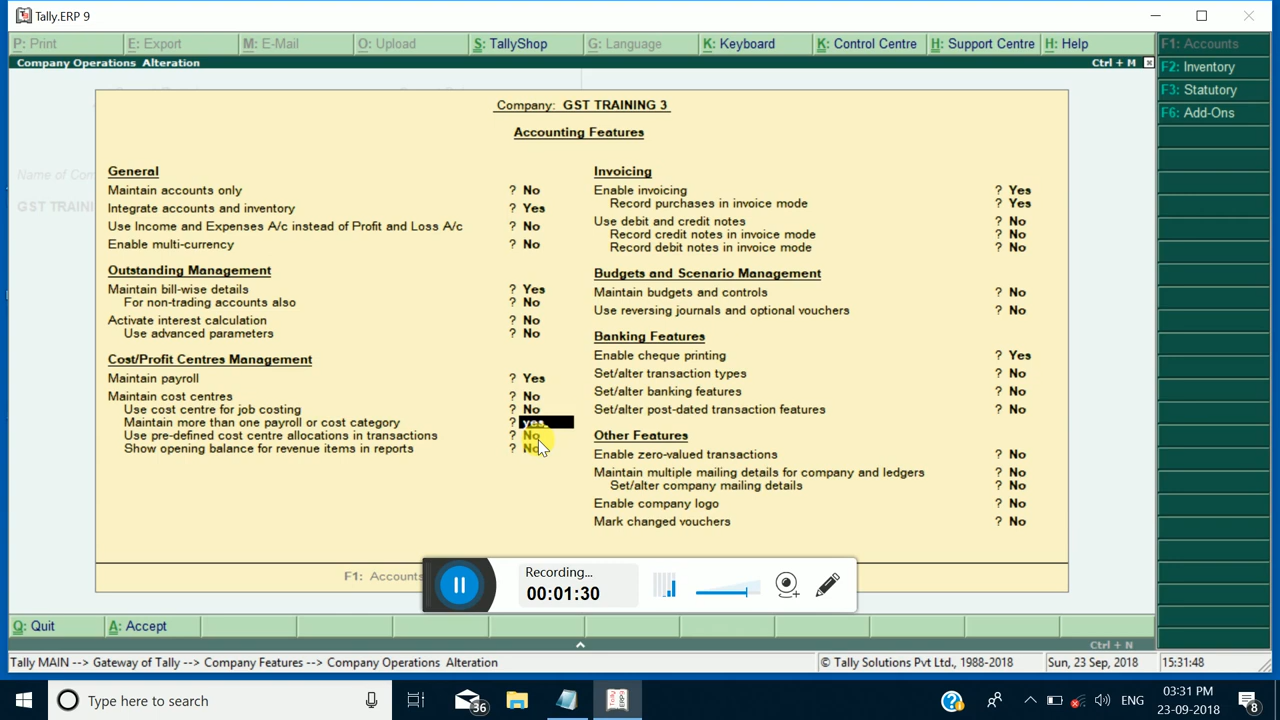 Tally.ERP 9
P: Print
E: Export
M: E-Mail
O: Upload
S: TallyShop
G: Language
K: Keyboard
K: Control Centre
H: Support Centre
H: Help
F1: Accounts
F2: Inventory
F3: Statutory
F6: Add-Ons
Company Operations Alteration
Ctrl + M
Company: GST TRAINING 3
Accounting Features
General
Maintain accounts only ? No
Integrate accounts and inventory ? Yes
Use Income and Expenses A/c instead of Profit and Loss A/c ? No
Enable multi-currency ? No
Outstanding Management
Maintain bill-wise details ? Yes
For non-trading accounts also ? No
Activate interest calculation ? No
Use advanced parameters ? No
Cost/Profit Centres Management
Maintain payroll ? Yes
Maintain cost centres ? No
Use cost centre for job costing ? No
Maintain more than one payroll or cost category ? yes
Use pre-defined cost centre allocations in transactions ? No
Show opening balance for revenue items in reports ? No
Invoicing
Enable invoicing ? Yes
Record purchases in invoice mode ? Yes
Use debit and credit notes ? No
Record credit notes in invoice mode ? No
Record debit notes in invoice mode ? No
Budgets and Scenario Management
Maintain budgets and controls ? No
Use reversing journals and optional vouchers ? No
Banking Features
Enable cheque printing ? Yes
Set/alter transaction types ? No
Set/alter banking features ? No
Set/alter post-dated transaction features ? No
Other Features
Enable zero-valued transactions ? No
Maintain multiple mailing details for company and ledgers ? No
Set/alter company mailing details ? No
Enable company logo ? No
Mark changed vouchers ? No
Name of Com
GST TRAINI
F1: Accounts
Recording...
00:01:30
Q: Quit
A: Accept
Ctrl + N
Tally MAIN --> Gateway of Tally --> Company Features --> Company Operations Alteration
© Tally Solutions Pvt Ltd., 1988-2018
Sun, 23 Sep, 2018
15:31:48
Type here to search
36
ENG
03:31 PM
23-09-2018
8